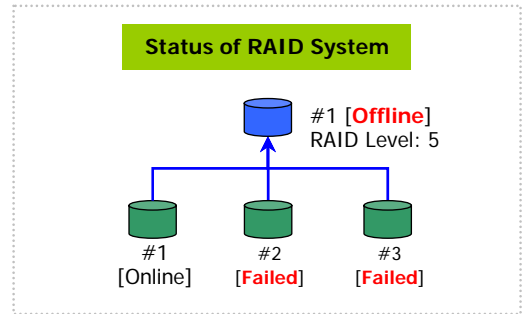 Status of RAID System
#1 [Offline]
RAID Level: 5
#1
[Online]
#2
[Failed]
#3
[Failed]